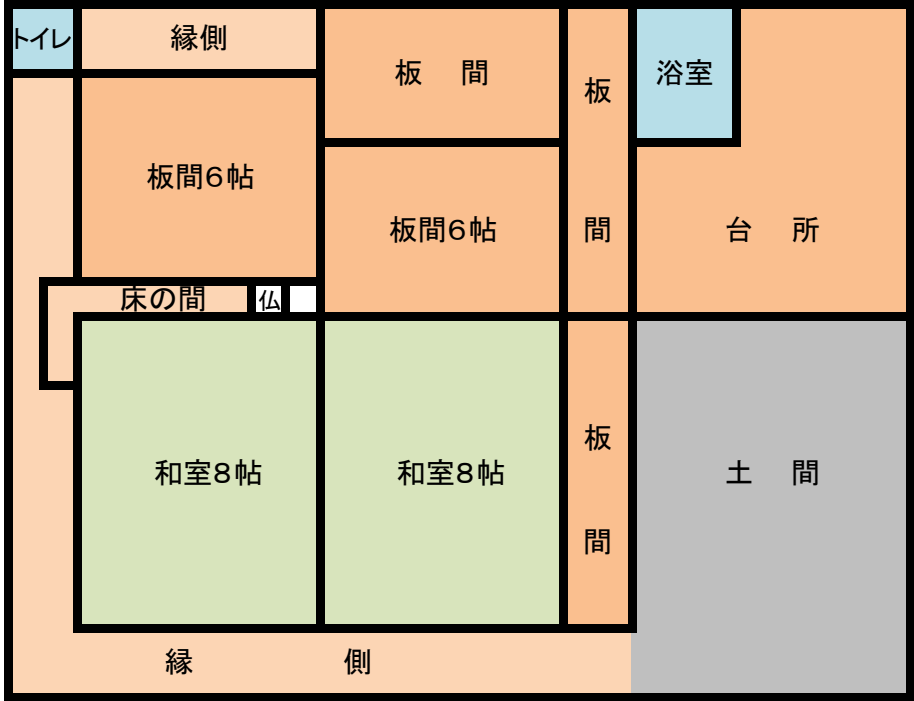 トイレ
縁側
板　間
板
間
浴室
板間６帖
板間６帖
台　所
床の間
仏
和室８帖
和室８帖
板
間
土　間
縁　側